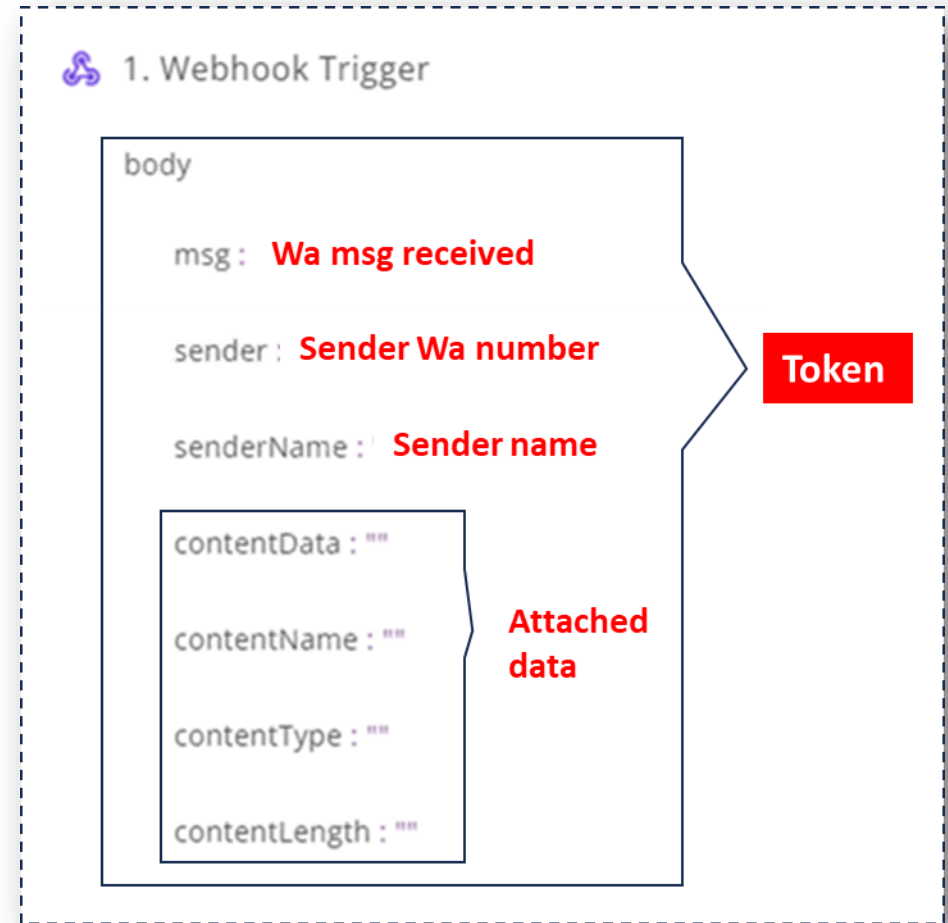 1. Webhook Trigger
body
msg : Wa msg received
sender : Sender Wa number
senderName : Sender name
Token
contentData : ""
contentName : ""
Attached
data
contentType : ""
contentLength : ""